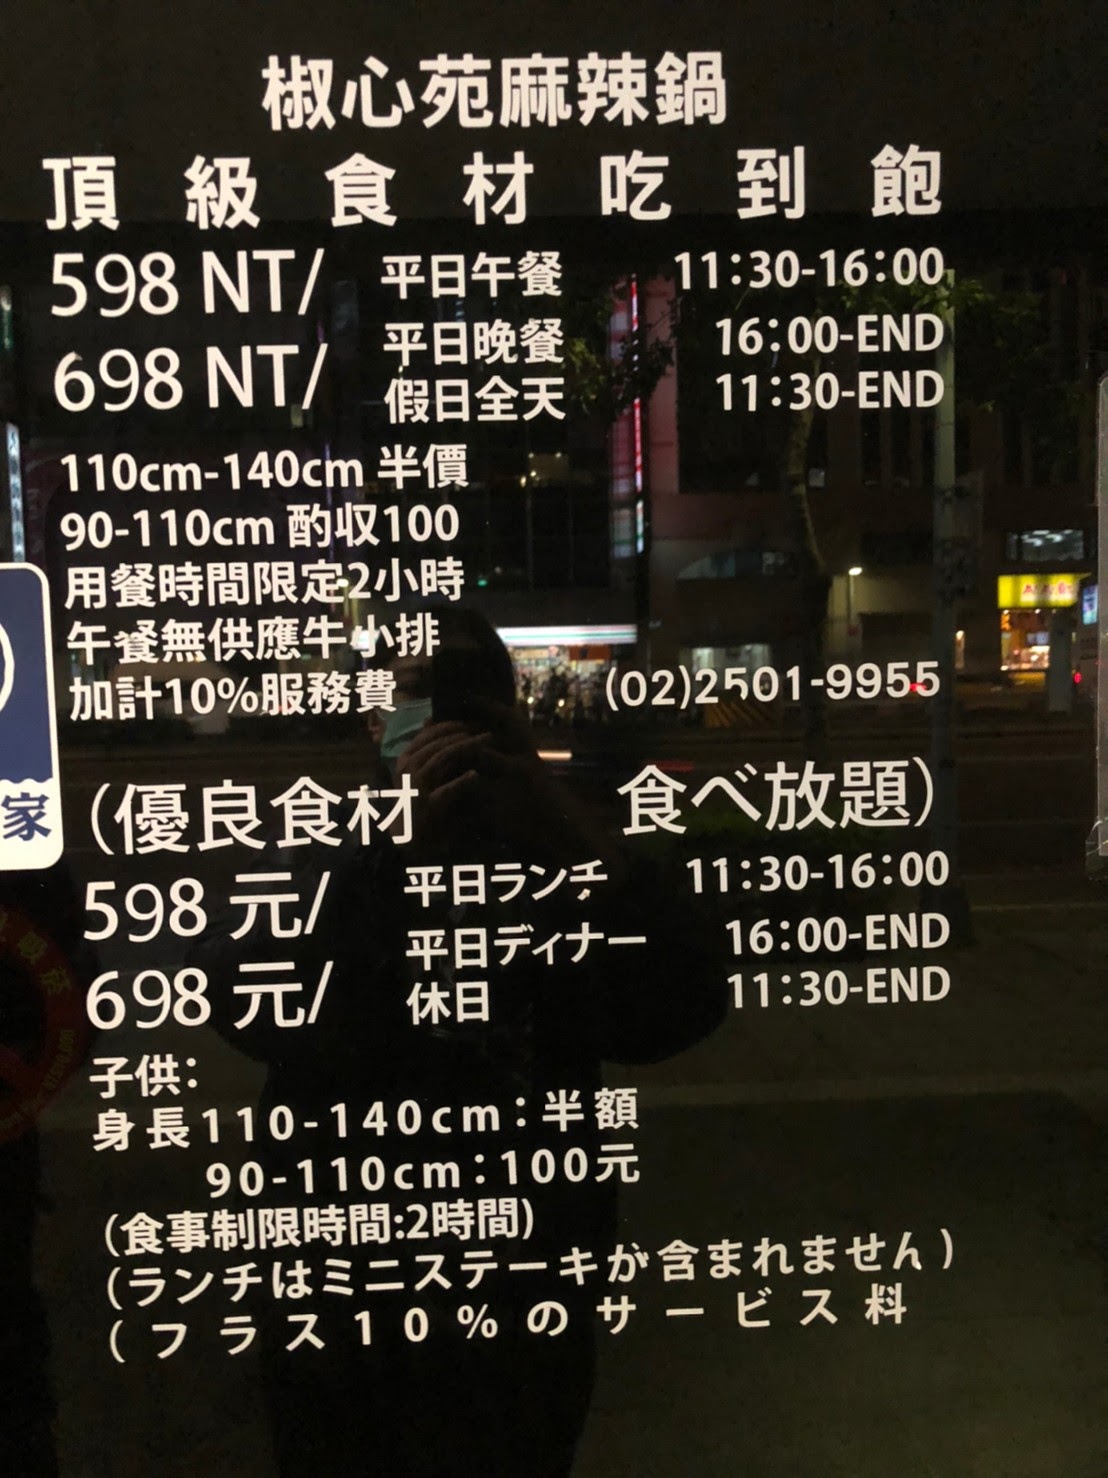 椒心苑麻辣鍋
頂級食材吃到飽
598 NT/ 平日午餐 11:30-16:00
698 NT/ 平日晚餐 16:00-END
假日全天 11:30-END
110cm-140cm 半價
90-110cm 酌収100
用餐時間限定2小時
午餐無供應牛小排
加計10%服務費 (02)2501-9955
家
(優良食材 食べ放題)
598 元/ 平日ランチ 11:30-16:00
698 元/ 平日ディナー 16:00-END
休日 11:30-END
子供:
身長110-140cm:半額
90-110cm:100元
(食事制限時間:2時間)
(ランチはミニステーキが含まれません)
(フラス10%のサービス料